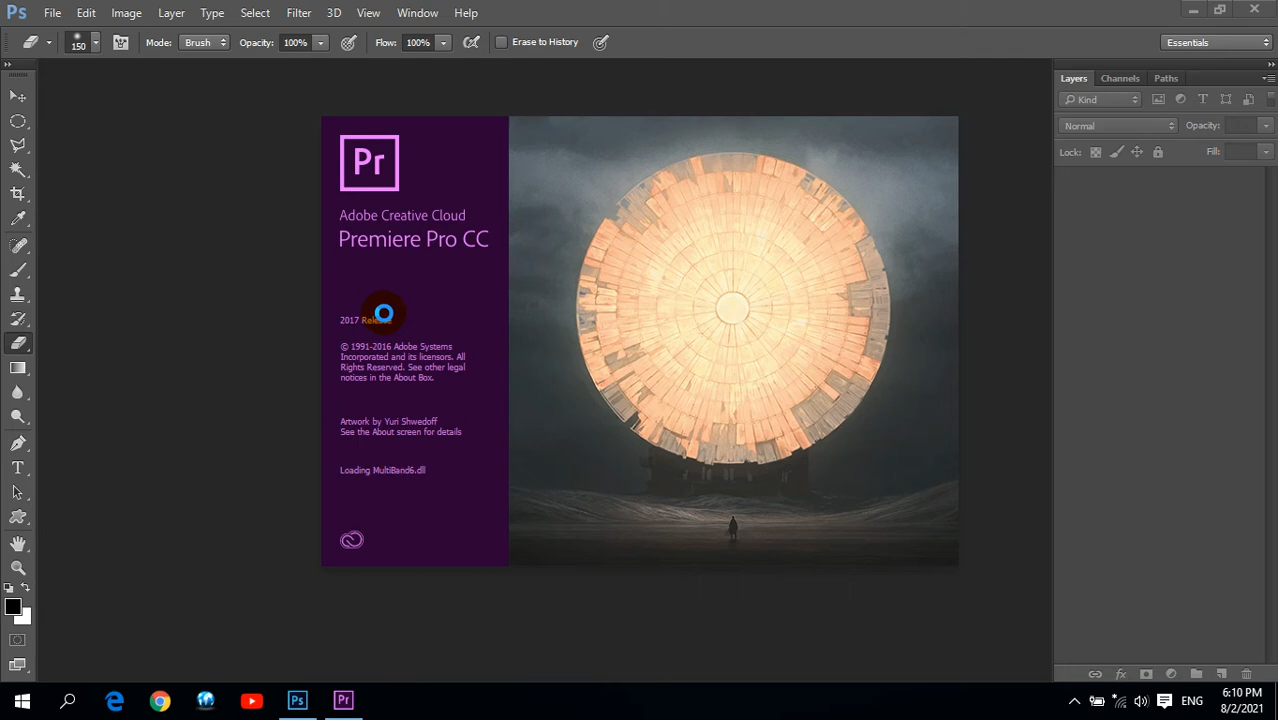 Ps File Edit Image Layer Type Select Filter 3D View Window Help
150 Mode: Brush Opacity: 100% Flow: 100% Erase to History Essentials
Layers Channels Paths
Kind
Normal Opacity:
Lock: Fill:
Pr
Adobe Creative Cloud
Premiere Pro CC
2017 Release
© 1991-2016 Adobe Systems
Incorporated and its licensors. All
Rights Reserved. See other legal
notices in the About Box.
Artwork by Yuri Shwedoff
See the About screen for details
Loading MultiBand6.dll
Ps Pr ENG 6:10 PM
8/2/2021